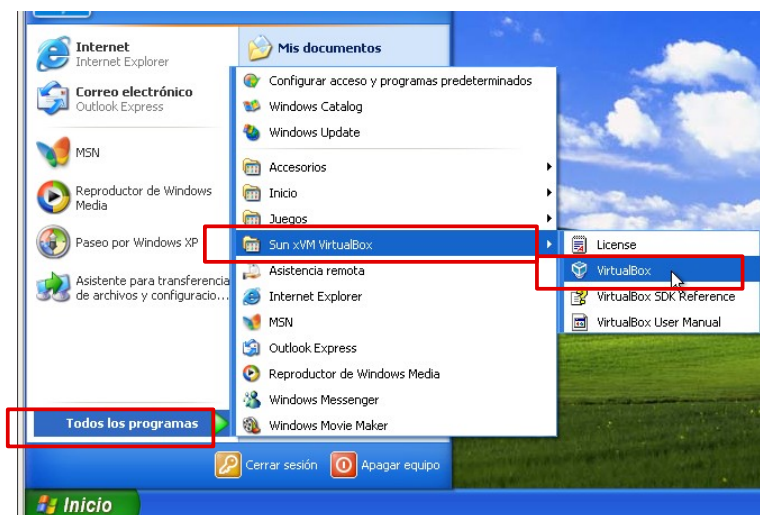 Internet
Internet Explorer
Correo electrónico
Outlook Express
MSN
Reproductor de Windows
Media
Paseo por Windows XP
Asistente para transferencia
de archivos y configuracio...
Todos los programas
Mis documentos
Configurar acceso y programas predeterminados
Windows Catalog
Windows Update
Accesorios
Inicio
Juegos
Sun xVM VirtualBox
Asistencia remota
Internet Explorer
MSN
Outlook Express
Reproductor de Windows Media
Windows Messenger
Windows Movie Maker
License
VirtualBox
VirtualBox SDK Reference
VirtualBox User Manual
Cerrar sesión
Apagar equipo
Inicio